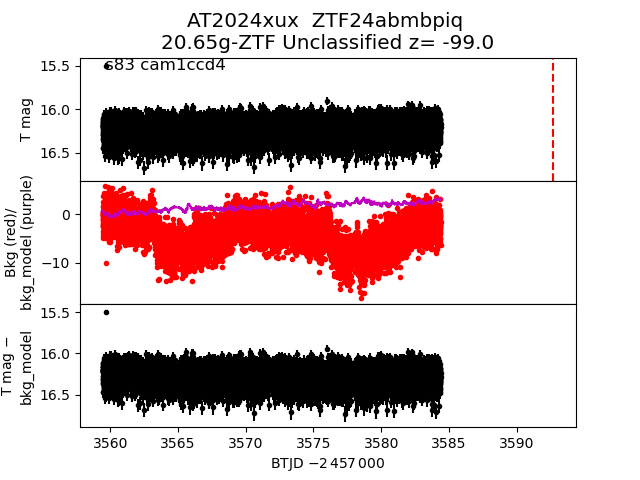 AT2024xux  ZTF24abmbpiq
20.65g-ZTF Unclassified z= -99.0
s83 cam1ccd4
15.5
16.0
16.5
T mag
0
−10
Bkg (red)/
bkg_model (purple)
15.5
16.0
16.5
T mag −
bkg_model
3560 3565 3570 3575 3580 3585 3590
BTJD −2 457 000